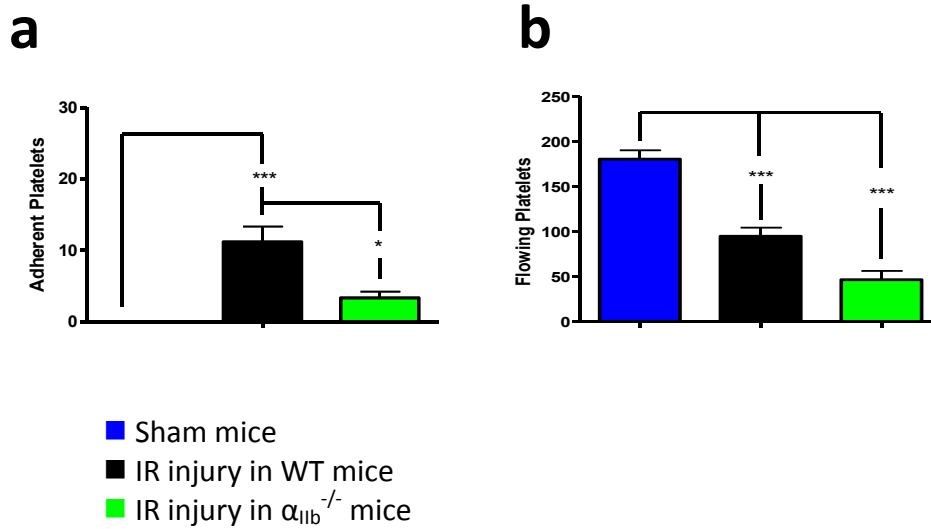 a
b
Adherent Platelets
30
20
10
0
***
*
Flowing Platelets
250
200
150
100
50
0
***
***
Sham mice
IR injury in WT mice
IR injury in αIIb-/- mice